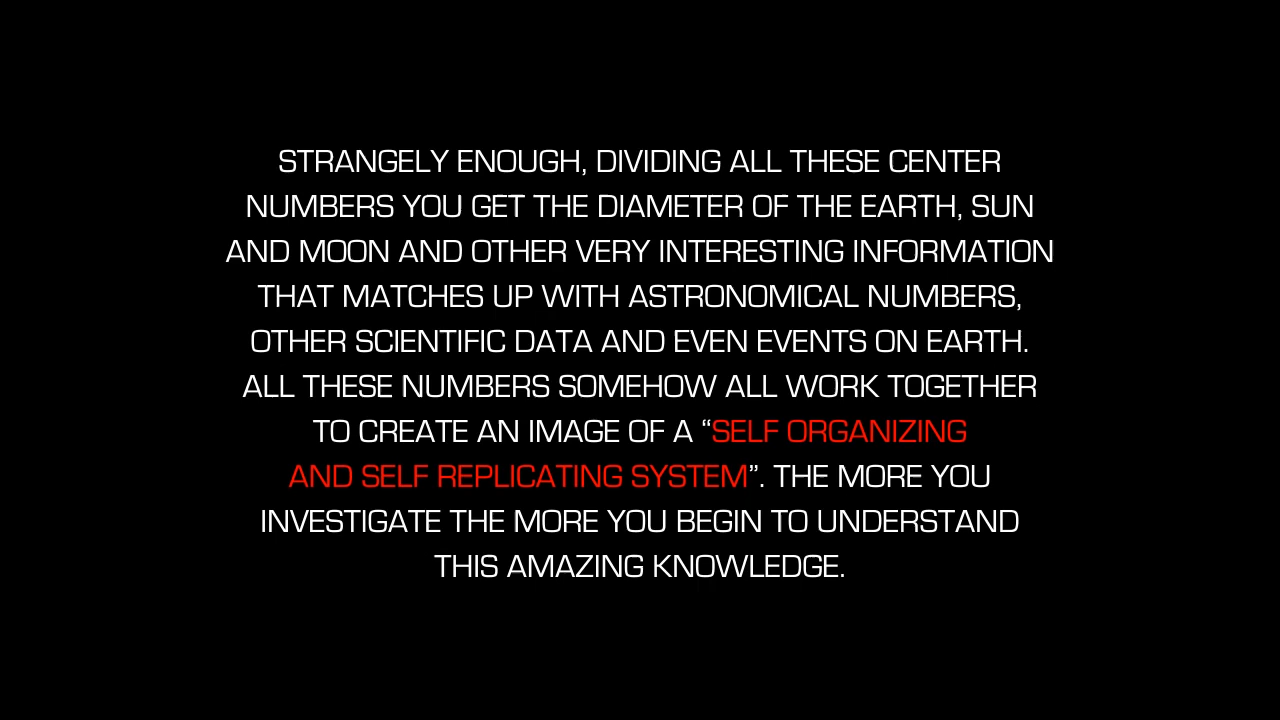 STRANGELY ENOUGH, DIVIDING ALL THESE CENTER
NUMBERS YOU GET THE DIAMETER OF THE EARTH, SUN
AND MOON AND OTHER VERY INTERESTING INFORMATION
THAT MATCHES UP WITH ASTRONOMICAL NUMBERS,
OTHER SCIENTIFIC DATA AND EVEN EVENTS ON EARTH.
ALL THESE NUMBERS SOMEHOW ALL WORK TOGETHER
TO CREATE AN IMAGE OF A “SELF ORGANIZING
AND SELF REPLICATING SYSTEM”. THE MORE YOU
INVESTIGATE THE MORE YOU BEGIN TO UNDERSTAND
THIS AMAZING KNOWLEDGE.